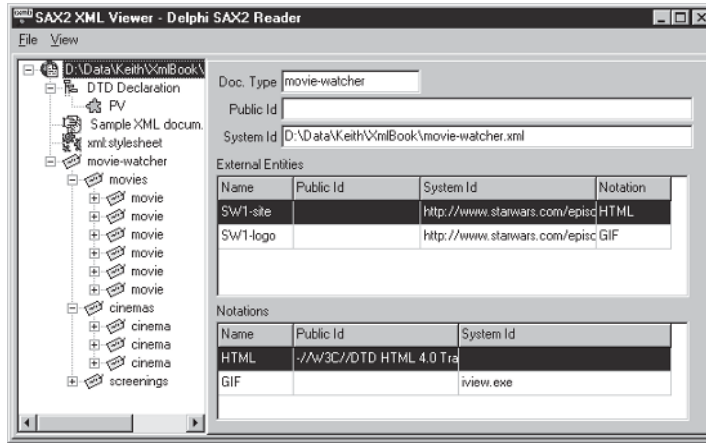 SAX2 XML Viewer - Delphi SAX2 Reader
File View
D:\Data\Keith\XmlBook\
DTD Declaration
PV
Sample XML docum.
xml:stylesheet
movie-watcher
movies
movie
movie
movie
movie
movie
movie
cinemas
cinema
cinema
cinema
screenings
Doc. Type movie-watcher
Public Id
System Id D:\Data\Keith\XmlBook\movie-watcher.xml
External Entities
Name Public Id System Id Notation
SW1-site http://www.starwars.com/episc HTML
SW1-logo http://www.starwars.com/episc GIF
Notations
Name Public Id System Id
HTML -//W3C//DTD HTML 4.0 Tra
GIF iview.exe